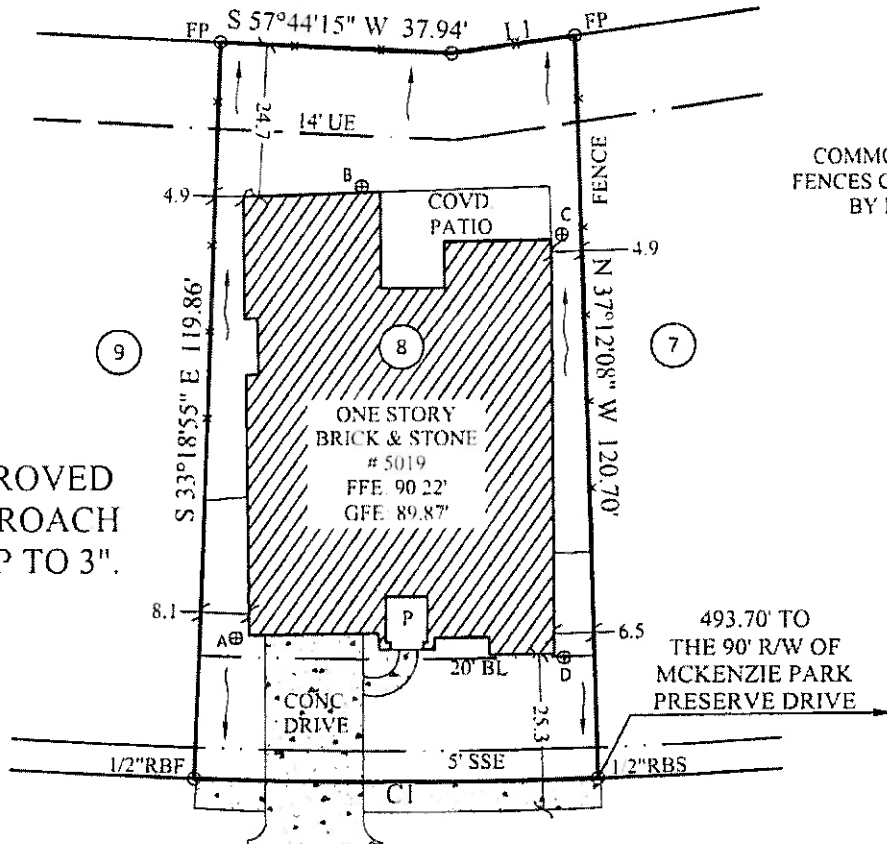 S 57°44'15" W 37.94'
L1
FP
FP
14' UE
24.7
B
COVD.
PATIO
FENCE
C
COMMO
FENCES C
BY
4.9
4.9
S 33°18'55" E 119.86'
N 37°12'08" W 120.70'
9
8
7
ONE STORY
BRICK & STONE
# 5019
FFE: 90.22'
GFE: 89.87'
ROVED
ROACH
P TO 3".
8.1
P
6.5
A
20' BL
D
CONC
DRIVE
25.3
493.70' TO
THE 90' R/W OF
MCKENZIE PARK
PRESERVE DRIVE
1/2"RBF
5' SSE
1/2"RBS
C1